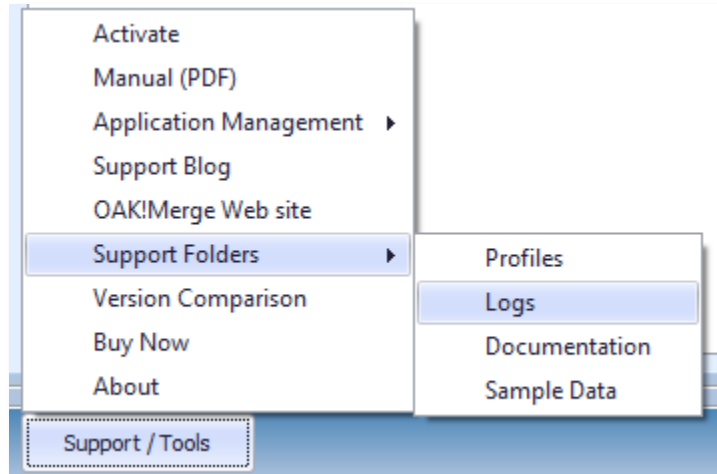 Activate
Manual (PDF)
Application Management
Support Blog
OAK!Merge Web site
Support Folders
Version Comparison
Buy Now
About
Profiles
Logs
Documentation
Sample Data
Support / Tools